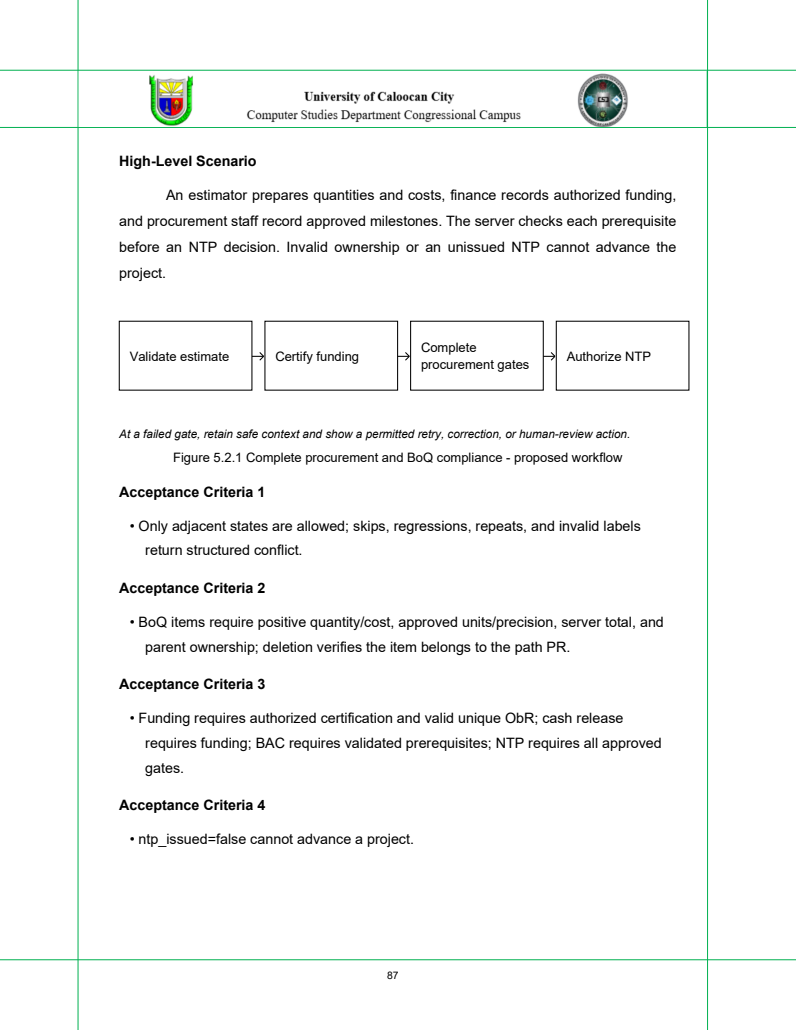 University of Caloocan City
Computer Studies Department Congressional Campus
High-Level Scenario
An estimator prepares quantities and costs, finance records authorized funding,
and procurement staff record approved milestones. The server checks each prerequisite
before an NTP decision. Invalid ownership or an unissued NTP cannot advance the
project.
Validate estimate
Certify funding
Complete
procurement gates
Authorize NTP
At a failed gate, retain safe context and show a permitted retry, correction, or human-review action.
Figure 5.2.1 Complete procurement and BoQ compliance - proposed workflow
Acceptance Criteria 1
• Only adjacent states are allowed; skips, regressions, repeats, and invalid labels
return structured conflict.
Acceptance Criteria 2
• BoQ items require positive quantity/cost, approved units/precision, server total, and
parent ownership; deletion verifies the item belongs to the path PR.
Acceptance Criteria 3
• Funding requires authorized certification and valid unique ObR; cash release
requires funding; BAC requires validated prerequisites; NTP requires all approved
gates.
Acceptance Criteria 4
• ntp_issued=false cannot advance a project.
87